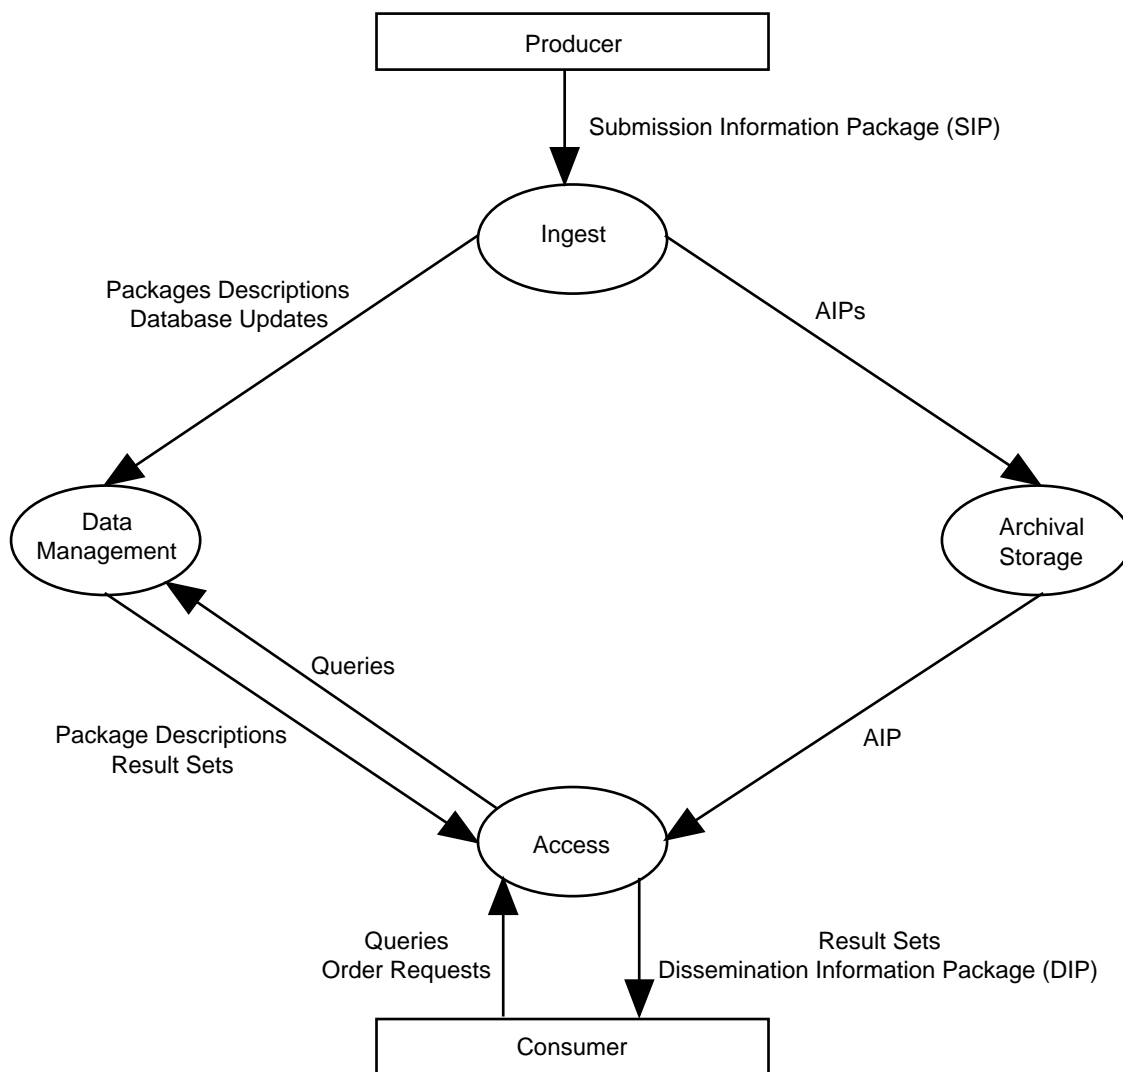 Producer
Submission Information Package (SIP)
Ingest
Packages Descriptions
Database Updates
AIPs
Data
Management
Archival
Storage
Queries
Package Descriptions
Result Sets
AIP
Access
Queries
Order Requests
Result Sets
Dissemination Information Package (DIP)
Consumer